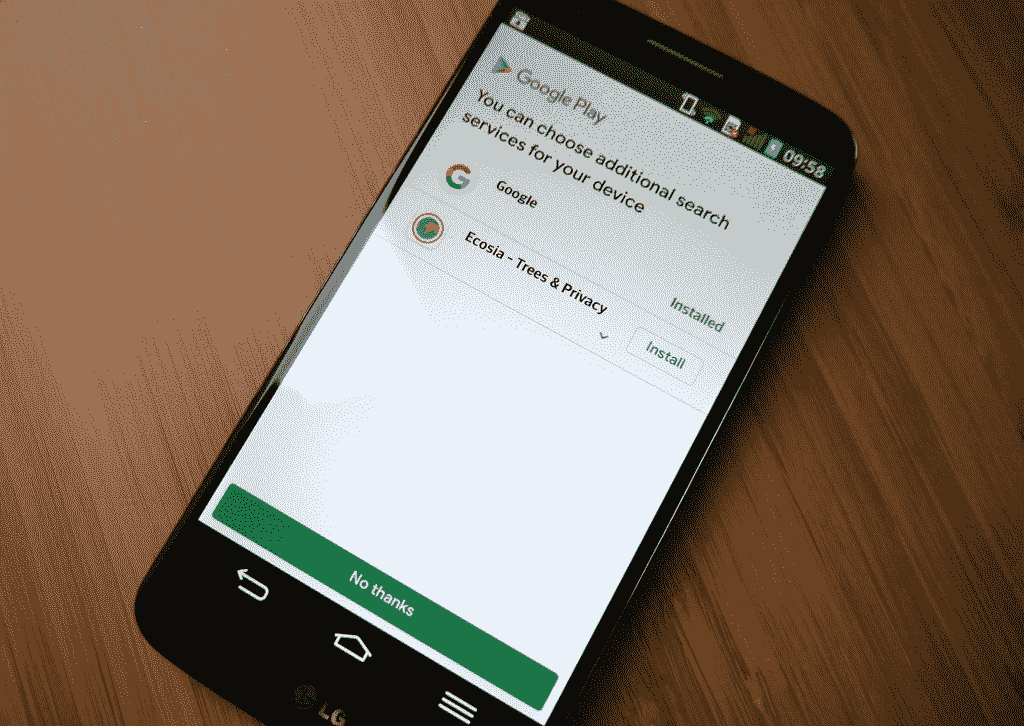 09:58
Google Play
You can choose additional search
services for your device
Google
Installed
Ecosia - Trees & Privacy
Install
No thanks
LG